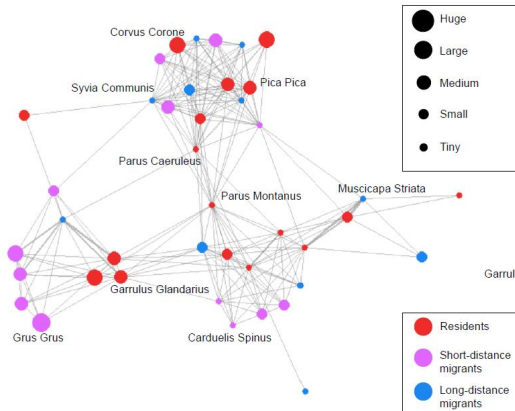 Corvus Corone
Huge
Large
Pica Pica
Syvia Communis
Medium
Small
Tiny
Parus Caeruleus
Muscicapa Striata
Parus Montanus
Garrul
Garrulus Glandarius
Grus Grus
Carduelis Spinus
Residents
Short-distance
migrants
Long-distance
migrants